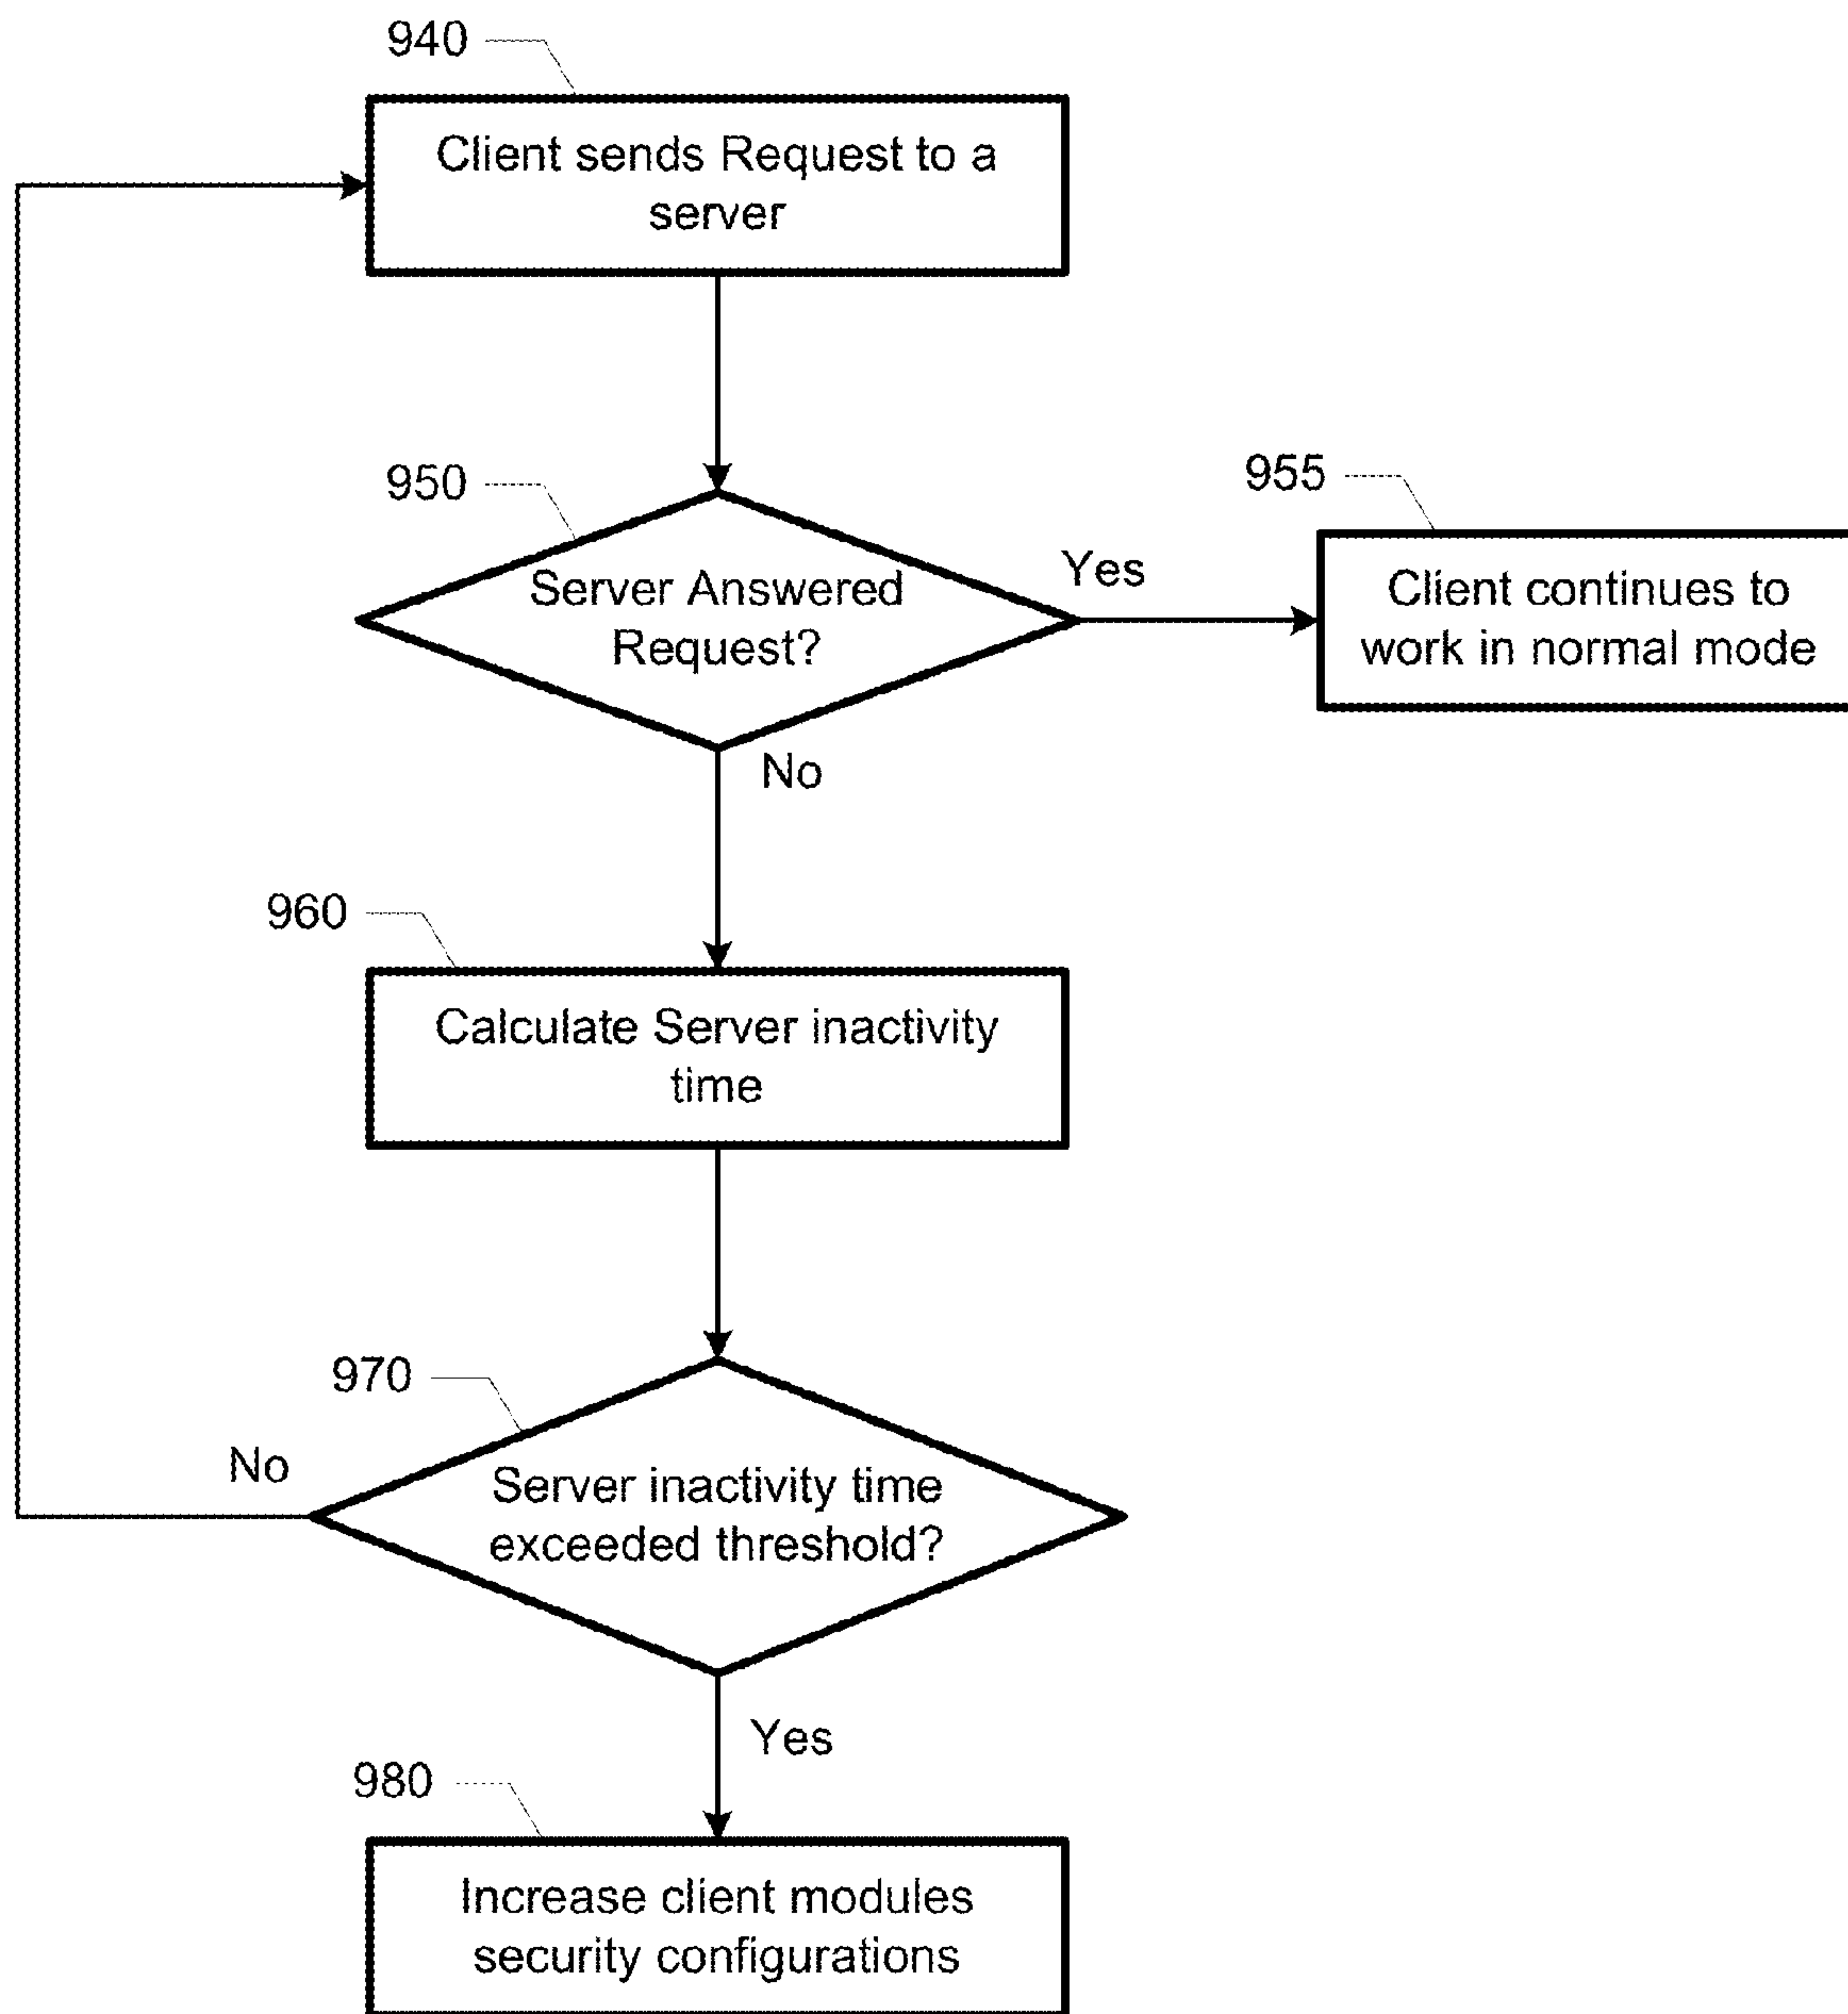 940
Client sends Request to a
server
950
Server Answered
Request?
Yes
955
Client continues to
work in normal mode
No
960
Calculate Server inactivity
time
970
No
Server inactivity time
exceeded threshold?
Yes
980
Increase client modules
security configurations